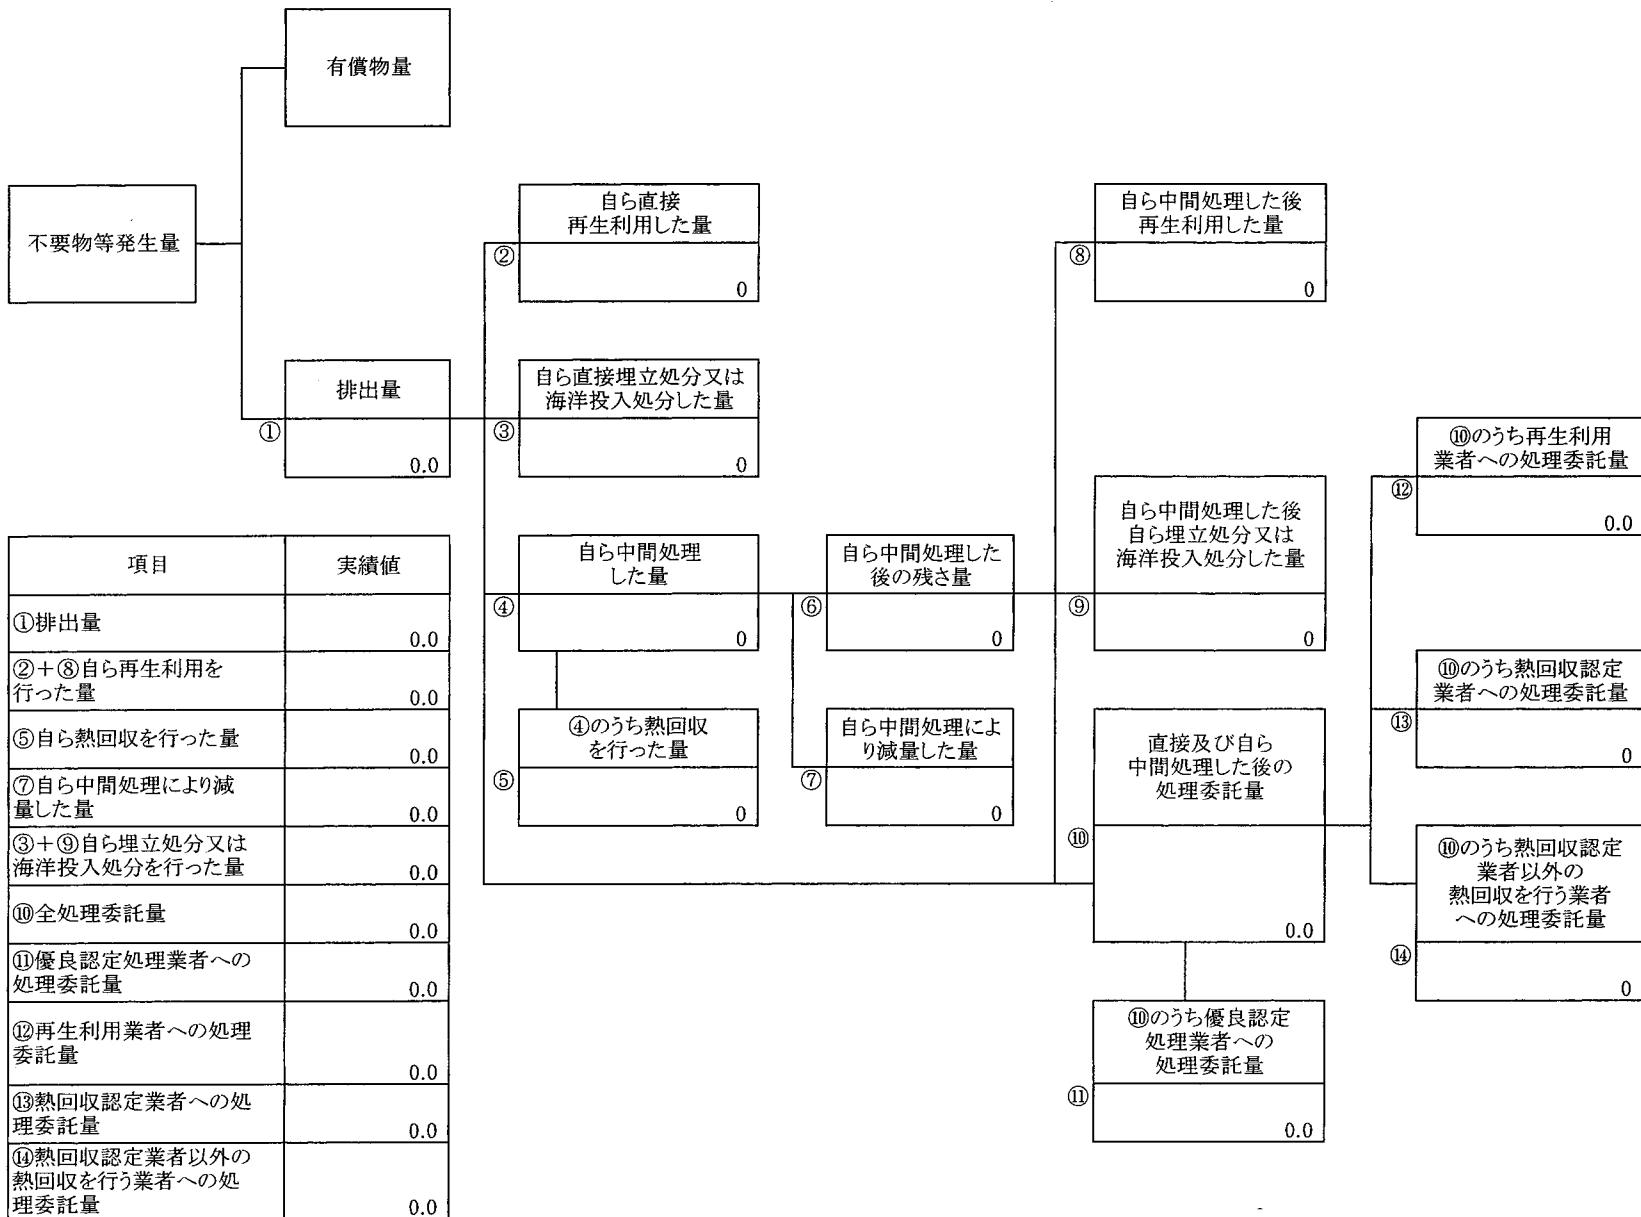 有償物量
不要物等発生量
排出量
①
0.0
自ら直接
再生利用した量
②
0
自ら直接埋立処分又は
海洋投入処分した量
③
0
自ら中間処理
した量
④
0
④のうち熱回収
を行った量
⑤
0
自ら中間処理した
後の残さ量
⑥
0
自ら中間処理によ
り減量した量
⑦
0
自ら中間処理した後
再生利用した量
⑧
0
自ら中間処理した後
自ら埋立処分又は
海洋投入処分した量
⑨
0
直接及び自ら
中間処理した後の
処理委託量
⑩
0.0
⑩のうち優良認定
処理業者への
処理委託量
⑪
0.0
⑩のうち再生利用
業者への処理委託量
⑫
0.0
⑩のうち熱回収認定
業者への処理委託量
⑬
0
⑩のうち熱回収認定
業者以外の
熱回収を行う業者
への処理委託量
⑭
0
項目 実績値
①排出量
0.0
②+⑧自ら再生利用を
行った量
0.0
⑤自ら熱回収を行った量
0.0
⑦自ら中間処理により減
量した量
0.0
③+⑨自ら埋立処分又は
海洋投入処分を行った量
0.0
⑩全処理委託量
0.0
⑪優良認定処理業者への
処理委託量
0.0
⑫再生利用業者への処理
委託量
0.0
⑬熱回収認定業者への処
理委託量
0.0
⑭熱回収認定業者以外の
熱回収を行う業者への処
理委託量
0.0